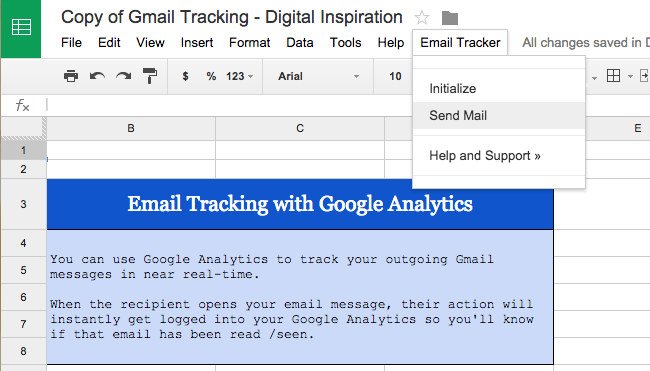 Copy of Gmail Tracking - Digital Inspiration
File Edit View Insert Format Data Tools Help Email Tracker All changes saved in D
$ % 123 Arial 10
Initialize
Send Mail
Help and Support »
fx
B C E
1
2
3 Email Tracking with Google Analytics
4
You can use Google Analytics to track your outgoing Gmail
5
messages in near real-time.
6
When the recipient opens your email message, their action will
7
instantly get logged into your Google Analytics so you'll know
if that email has been read /seen.
8